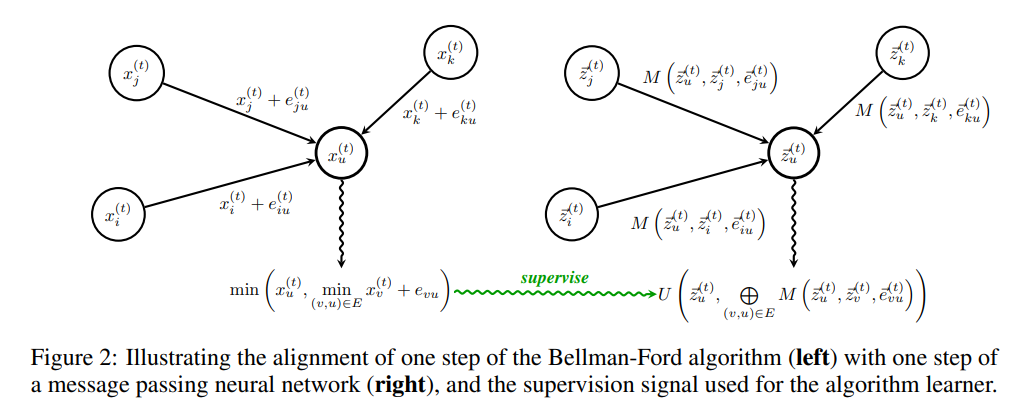 x_j^{(t)}
x_k^{(t)}
x_j^{(t)} + e_{ju}^{(t)}
x_k^{(t)} + e_{ku}^{(t)}
x_u^{(t)}
x_i^{(t)} + e_{iu}^{(t)}
x_i^{(t)}
\min\left(x_u^{(t)}, \min_{(v,u)\in E} x_v^{(t)} + e_{vu}\right)
supervise
\vec{z}_j^{(t)}
M\left(\vec{z}_u^{(t)}, \vec{z}_j^{(t)}, \vec{e}_{ju}^{(t)}\right)
\vec{z}_k^{(t)}
M\left(\vec{z}_u^{(t)}, \vec{z}_k^{(t)}, \vec{e}_{ku}^{(t)}\right)
\vec{z}_u^{(t)}
\vec{z}_i^{(t)}
M\left(\vec{z}_u^{(t)}, \vec{z}_i^{(t)}, \vec{e}_{iu}^{(t)}\right)
U\left(\vec{z}_u^{(t)}, \bigoplus_{(v,u)\in E} M\left(\vec{z}_u^{(t)}, \vec{z}_v^{(t)}, \vec{e}_{vu}^{(t)}\right)\right)
Figure 2: Illustrating the alignment of one step of the Bellman-Ford algorithm (left) with one step of
a message passing neural network (right), and the supervision signal used for the algorithm learner.